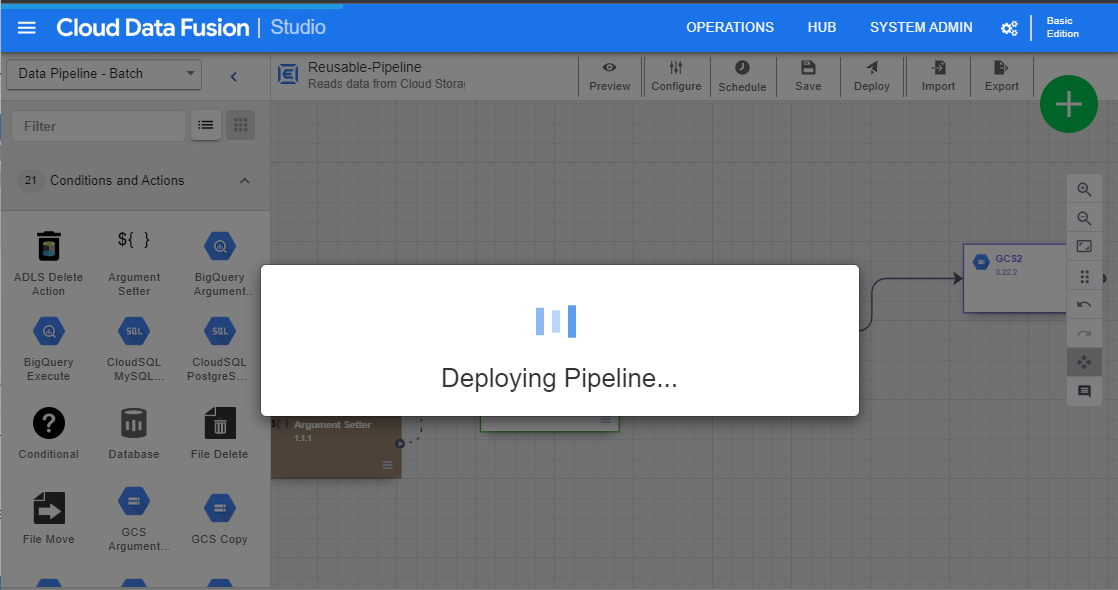 Cloud Data Fusion | Studio
OPERATIONS
HUB
SYSTEM ADMIN
Basic
Edition
Data Pipeline - Batch
Reusable-Pipeline
Reads data from Cloud Storag
Preview
Configure
Schedule
Save
Deploy
Import
Export
Filter
21 Conditions and Actions
ADLS Delete
Action
${ }
Argument
Setter
BigQuery
Argument...
BigQuery
Execute
SQL
CloudSQL
MySQL...
SQL
CloudSQL
PostgreS...
?
Conditional
Database
File Delete
File Move
GCS
Argument...
GCS Copy
GCS2
0.22.2
Deploying Pipeline...
${ } Argument Setter
1.1.1